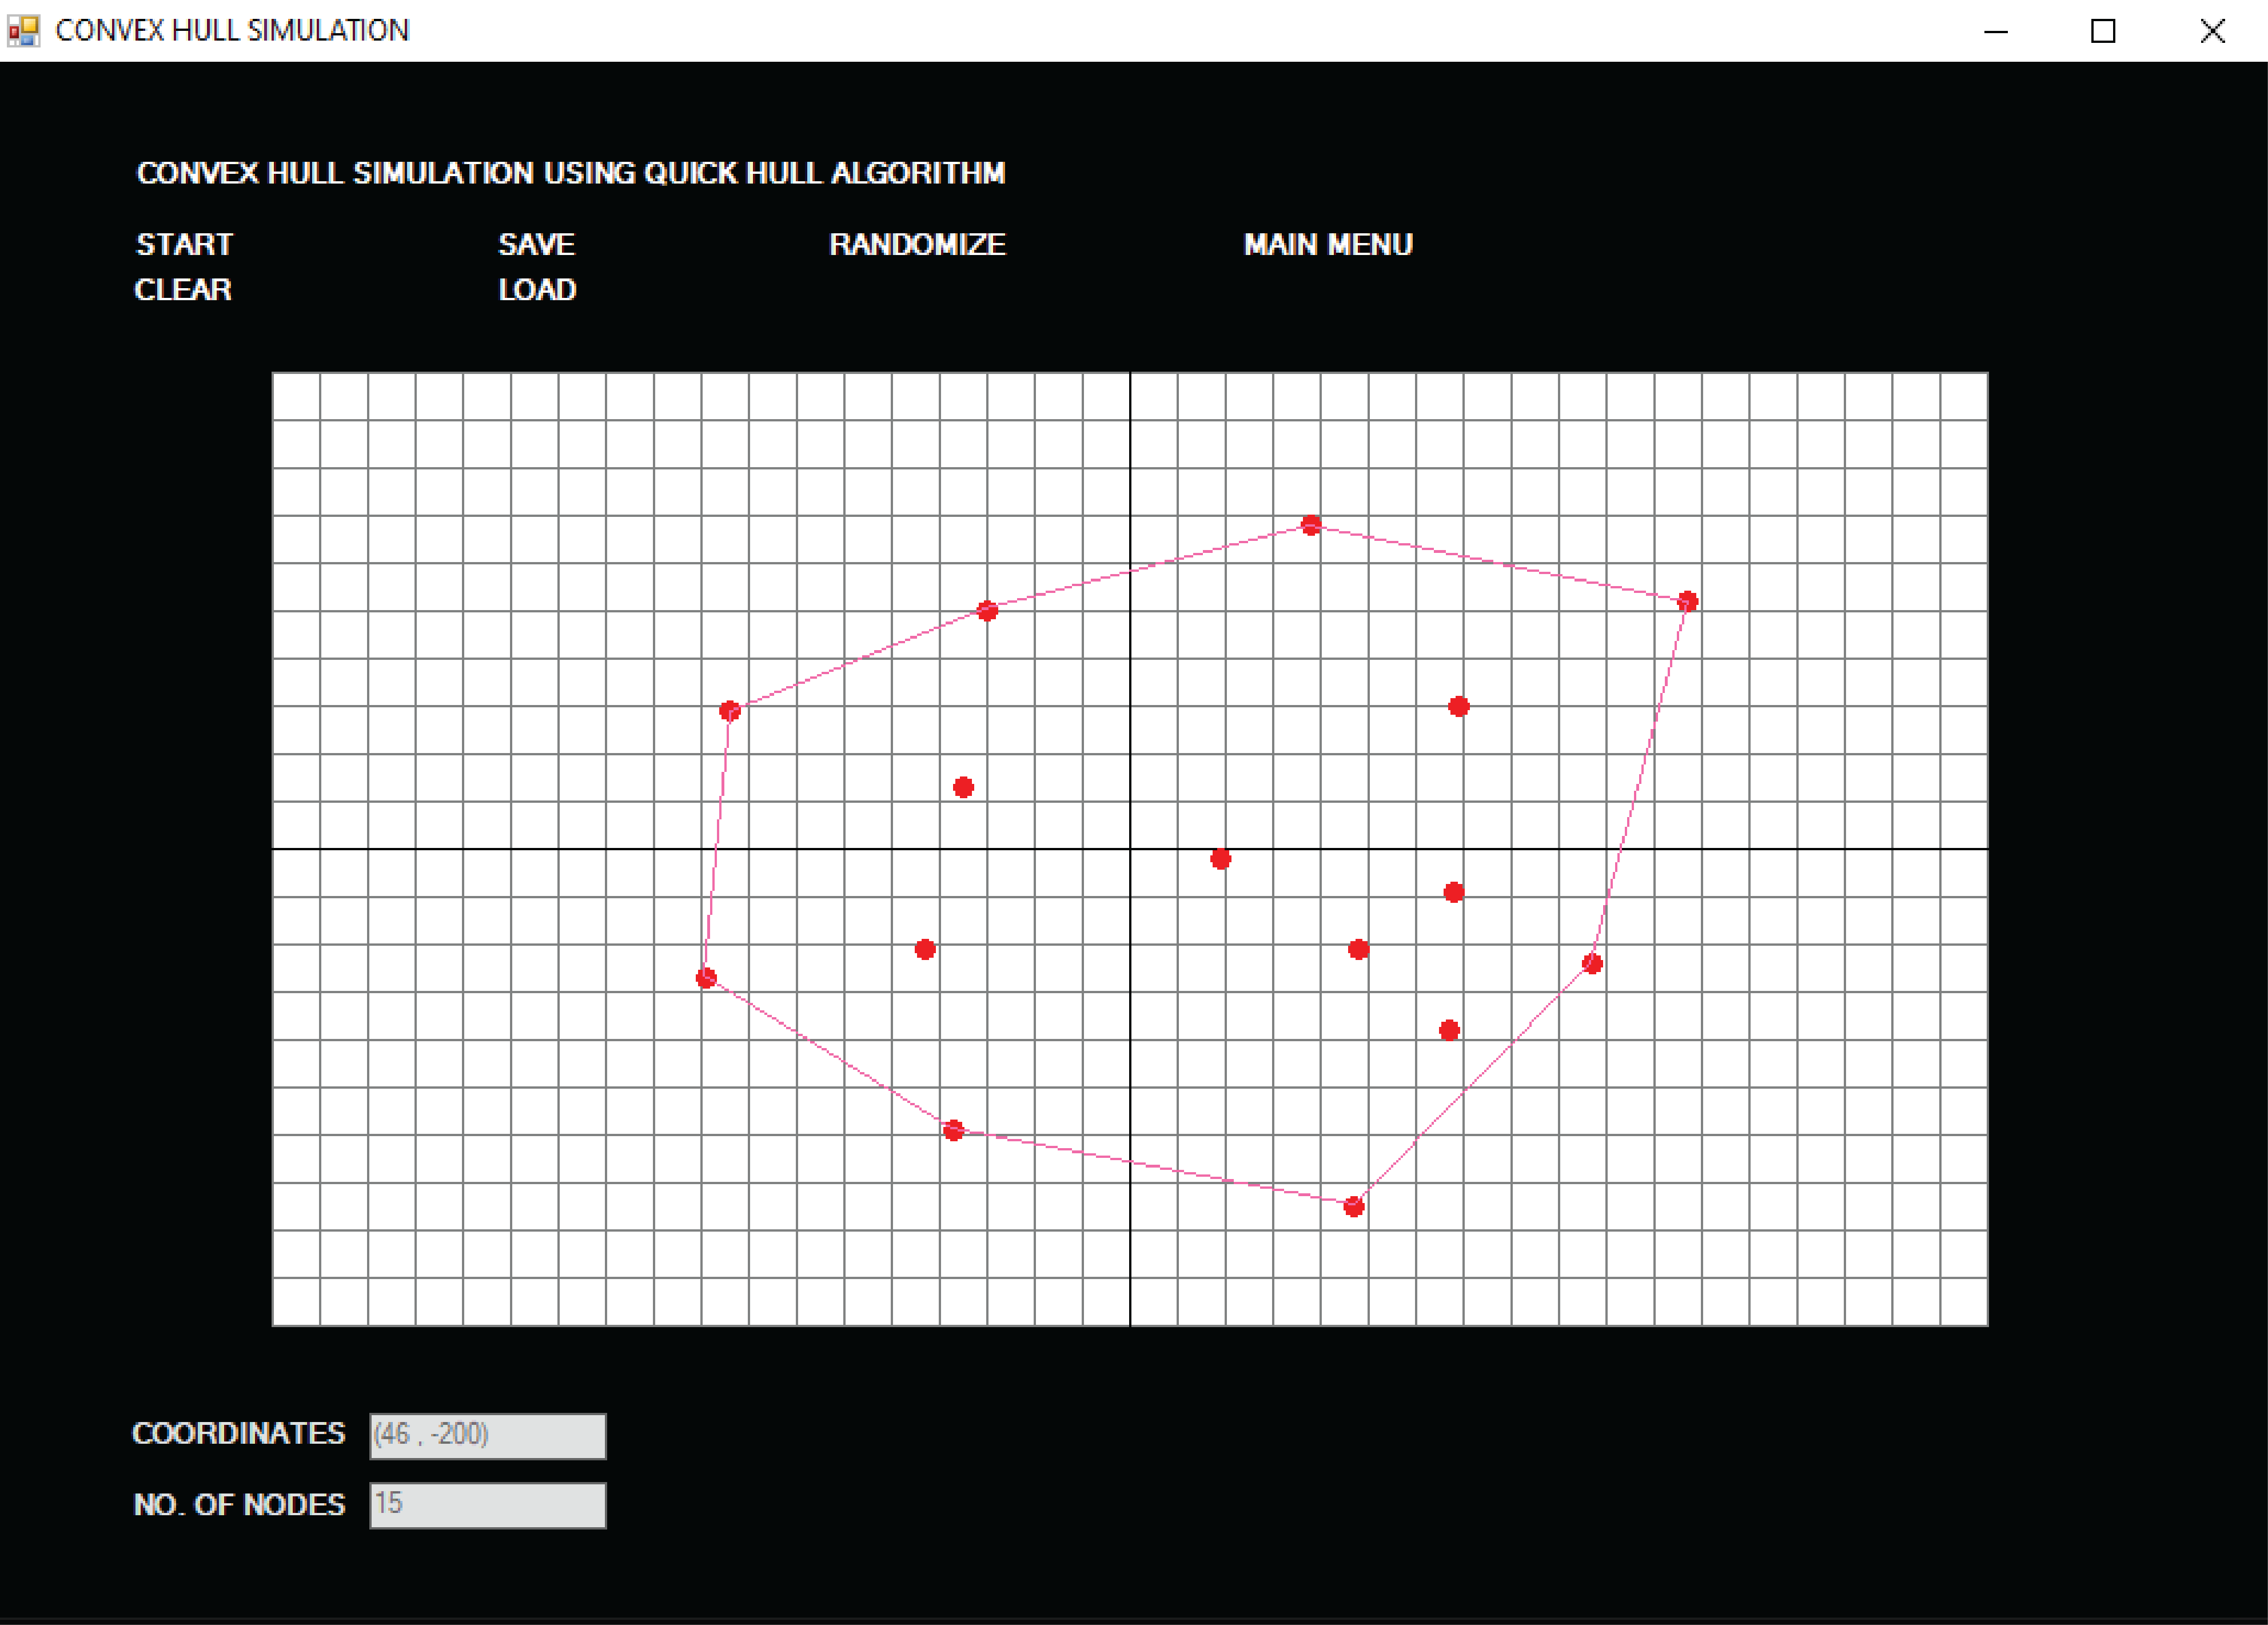 CONVEX HULL SIMULATION
CONVEX HULL SIMULATION USING QUICK HULL ALGORITHM
START SAVE RANDOMIZE MAIN MENU
CLEAR LOAD
COORDINATES (46 , -200)
NO. OF NODES 15